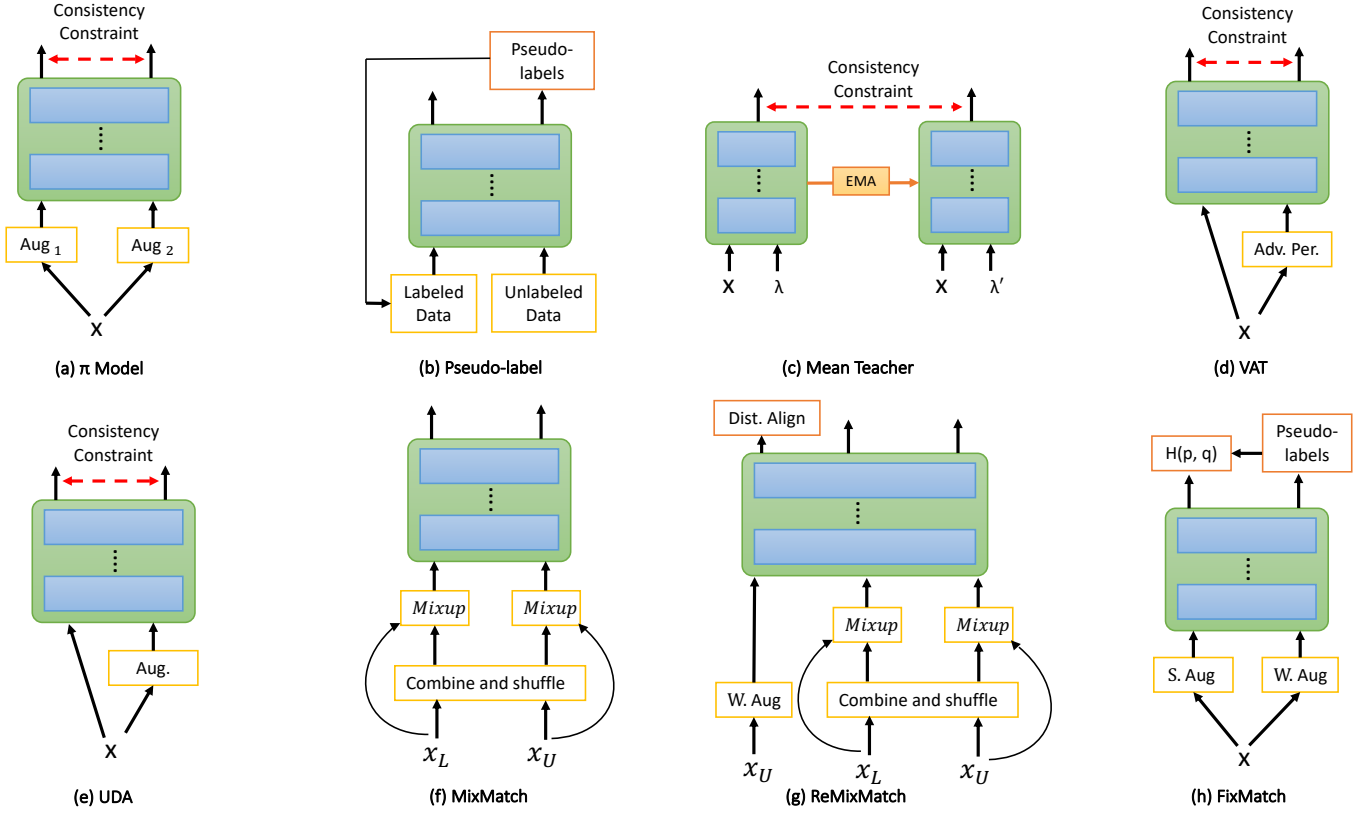 Consistency
Constraint
Aug 1
Aug 2
X
(a) π Model
Pseudo-
labels
Labeled
Data
Unlabeled
Data
(b) Pseudo-label
Consistency
Constraint
EMA
X
λ
X
λ′
(c) Mean Teacher
Consistency
Constraint
Adv. Per.
X
(d) VAT
Consistency
Constraint
Aug.
X
(e) UDA
Mixup
Mixup
Combine and shuffle
x_L
x_U
(f) MixMatch
Dist. Align
Mixup
Mixup
W. Aug
Combine and shuffle
x_U
x_L
x_U
(g) ReMixMatch
H(p, q)
Pseudo-
labels
S. Aug
W. Aug
X
(h) FixMatch